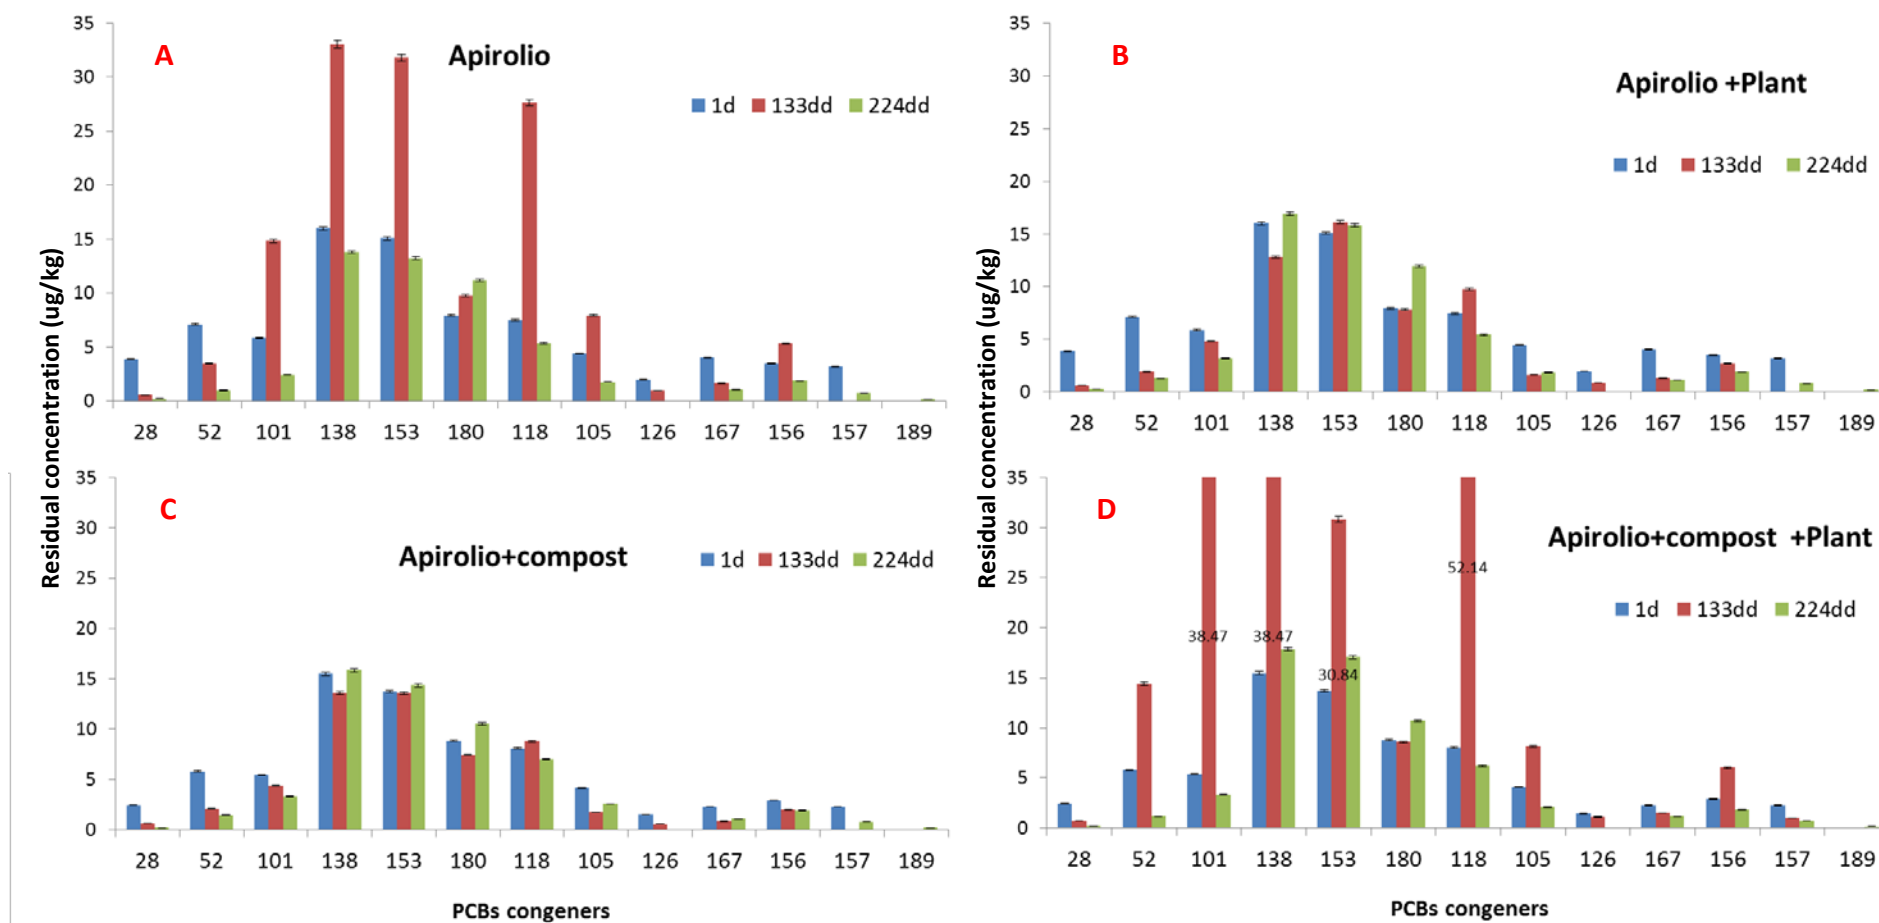 A
Apirolio
1d 133dd 224dd
35
30
25
20
15
10
5
0
28 52 101 138 153 180 118 105 126 167 156 157 189
Residual concentration (ug/kg)
B
Apirolio +Plant
1d 133dd 224dd
35
30
25
20
15
10
5
0
28 52 101 138 153 180 118 105 126 167 156 157 189
Residual concentration (ug/kg)
C
Apirolio+compost
1d 133dd 224dd
35
30
25
20
15
10
5
0
28 52 101 138 153 180 118 105 126 167 156 157 189
PCBs congeners
D
Apirolio+compost +Plant
1d 133dd 224dd
35
30
25
20
15
10
5
0
52.14
38.47 38.47
30.84
28 52 101 138 153 180 118 105 126 167 156 157 189
PCBs congeners